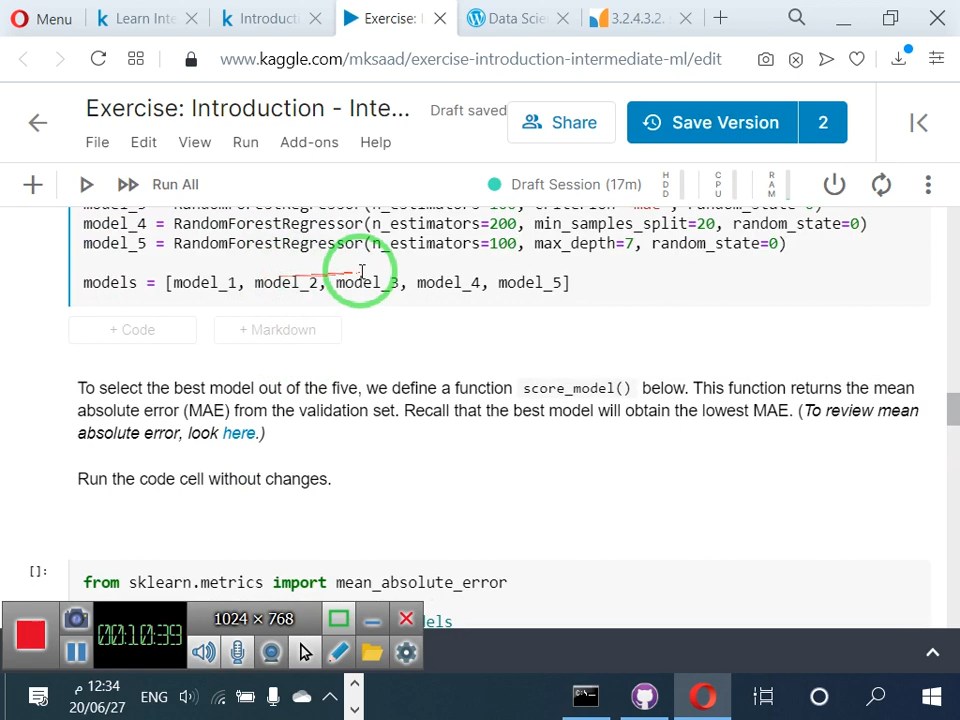 Menu
Learn Inte
Introducti
Exercise:
Data Scien
3.2.4.3.2.
www.kaggle.com/mksaad/exercise-introduction-intermediate-ml/edit
Exercise: Introduction - Inte...
Draft saved
Share
Save Version
2
File Edit View Run Add-ons Help
Run All
Draft Session (17m)
HDD
CPU
RAM
model_4 = RandomForestRegressor(n_estimators=200, min_samples_split=20, random_state=0)
model_5 = RandomForestRegressor(n_estimators=100, max_depth=7, random_state=0)
models = [model_1, model_2, model_3, model_4, model_5]
+ Code
+ Markdown
To select the best model out of the five, we define a function score_model() below. This function returns the mean
absolute error (MAE) from the validation set. Recall that the best model will obtain the lowest MAE. (To review mean
absolute error, look here.)
Run the code cell without changes.
[]:
from sklearn.metrics import mean_absolute_error
dels
00:10:39
1024 × 768
12:34 م
20/06/27
ENG